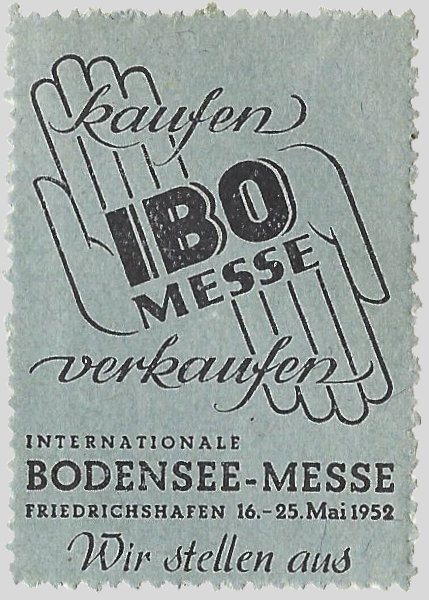 kaufen
IBO
MESSE
verkaufen
INTERNATIONALE
BODENSEE-MESSE
FRIEDRICHSHAFEN 16.-25. Mai 1952
Wir stellen aus